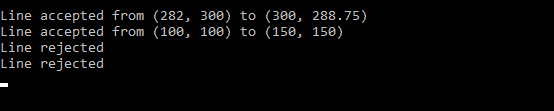 Line accepted from (282, 300) to (300, 288.75)
Line accepted from (100, 100) to (150, 150)
Line rejected
Line rejected